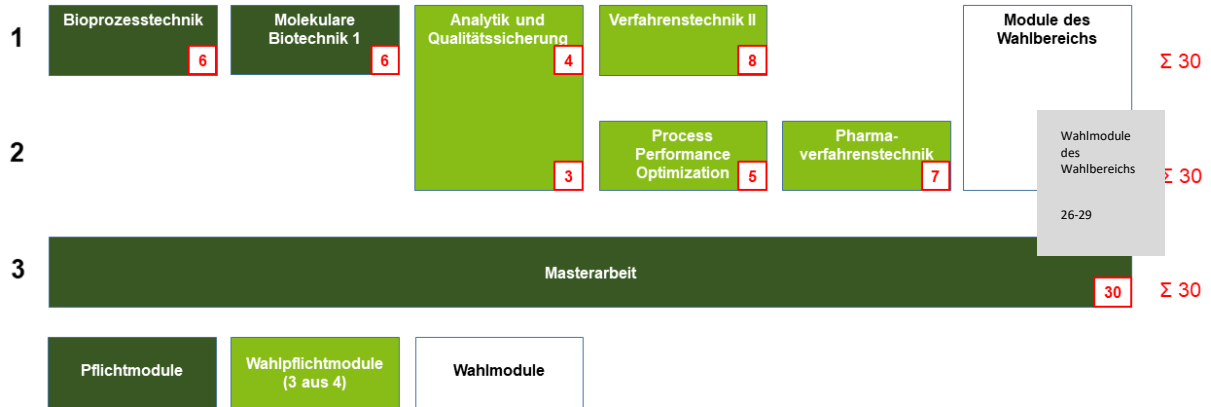 1
Bioprozesstechnik
6
Molekulare
Biotechnik 1
6
Analytik und
Qualitätssicherung
4
Verfahrenstechnik II
8
Module des
Wahlbereichs
Σ 30
2
3
Process
Performance
Optimization
5
Pharma-
verfahrenstechnik
7
Wahlmodule
des
Wahlbereichs
26-29
Σ 30
3
Masterarbeit
30
Σ 30
Pflichtmodule
Wahlpflichtmodule
(3 aus 4)
Wahlmodule